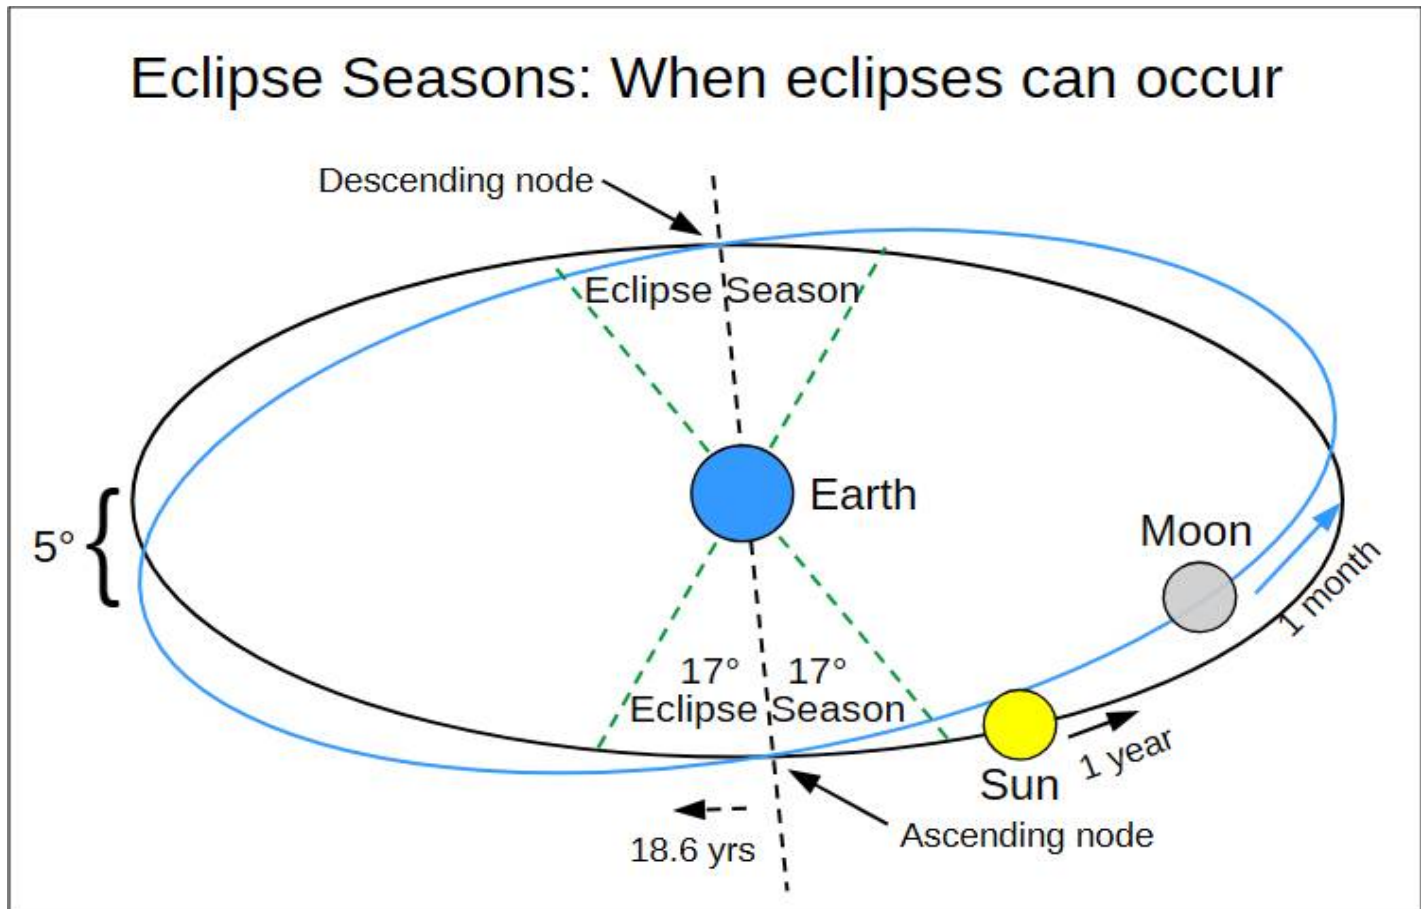 Eclipse Seasons: When eclipses can occur
Descending node
Eclipse Season
Earth
5°
Moon
1 month
17° 17°
Eclipse Season
Sun
1 year
18.6 yrs
Ascending node